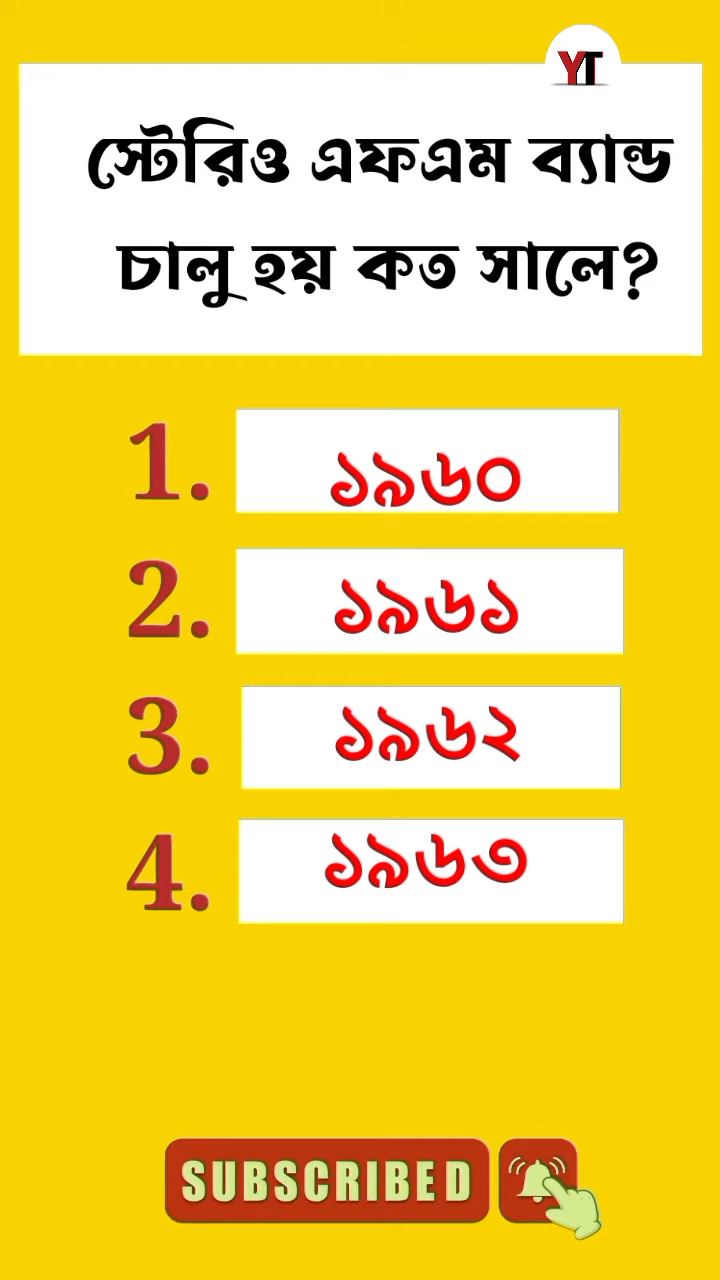 YT
স্টেরিও এফএম ব্যান্ড
চালু হয় কত সালে?
1. ১৯৬০
2. ১৯৬১
3. ১৯৬২
4. ১৯৬৩
SUBSCRIBED